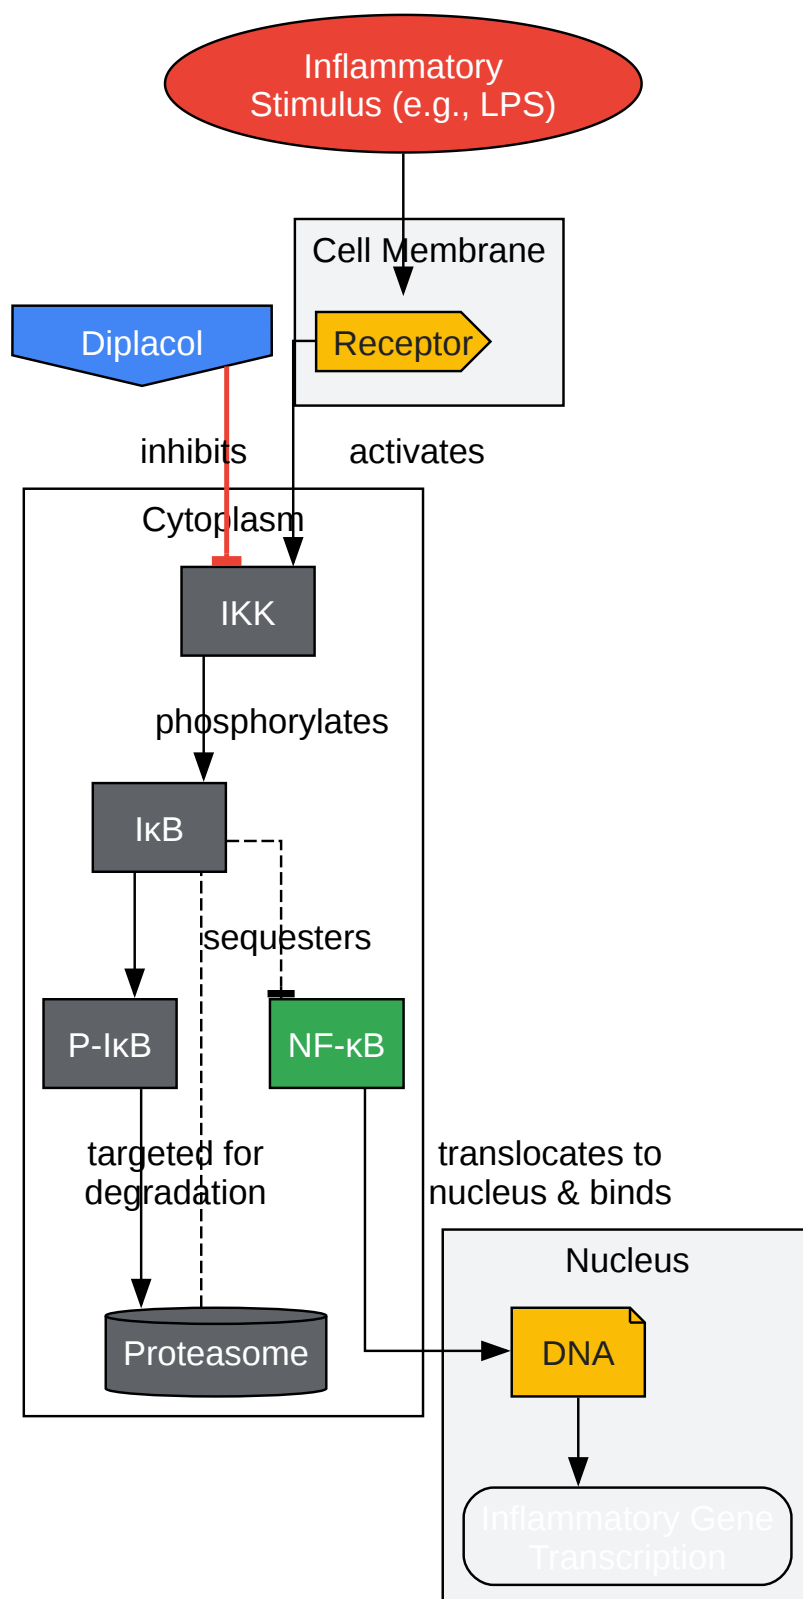 Inflammatory
Stimulus (e.g., LPS)
Cell Membrane
Diplacol
Receptor
inhibits
activates
Cytoplasm
IKK
phosphorylates
IκB
sequesters
P-IκB
NF-κB
targeted for
degradation
translocates to
nucleus & binds
Nucleus
Proteasome
DNA
Inflammatory Gene
Transcription